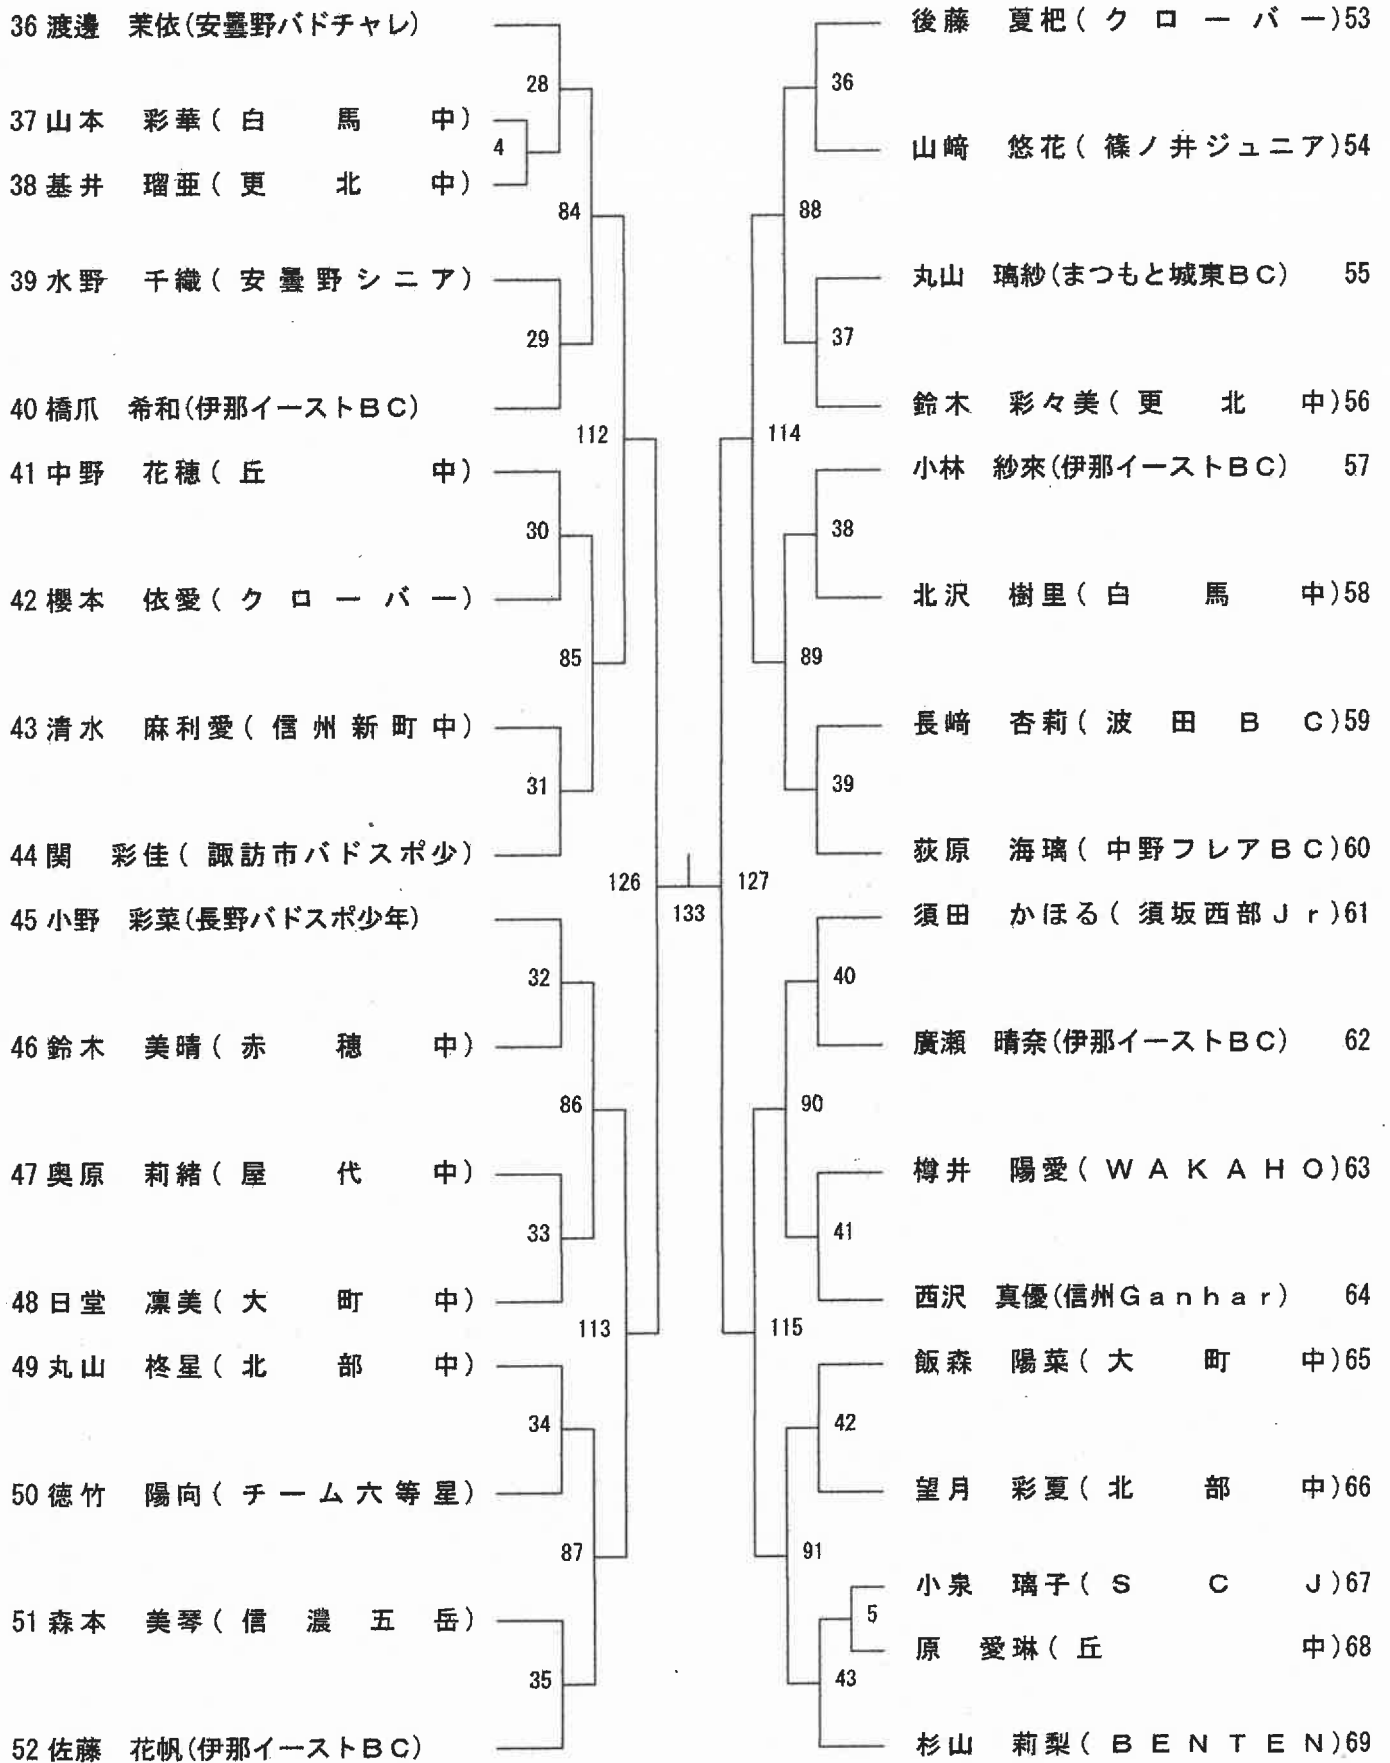 36 渡邊 茉依(安曇野バドチャレ)
28
37 山本 彩華(白馬中)
4
38 基井 瑠亜(更北中)
84
39 水野 千織(安曇野シニア)
29
40 橋爪 希和(伊那イーストBC)
112
41 中野 花穂(丘中)
30
42 櫻本 依愛(クローバー)
85
43 清水 麻利愛(信州新町中)
31
44 関 彩佳(諏訪市バドスポ少)
126
45 小野 彩菜(長野バドスポ少年)
32
46 鈴木 美晴(赤穂中)
86
47 奥原 莉緒(屋代中)
33
48 日堂 凛美(大町中)
113
49 丸山 柊星(北部中)
34
50 徳竹 陽向(チーム六等星)
87
51 森本 美琴(信濃五岳)
35
52 佐藤 花帆(伊那イーストBC)
133
後藤 夏杷(クローバー)53
36
山﨑 悠花(篠ノ井ジュニア)54
88
丸山 璃紗(まつもと城東BC) 55
37
鈴木 彩々美(更北中)56
114
小林 紗來(伊那イーストBC) 57
38
北沢 樹里(白馬中)58
89
長﨑 杏莉(波田BC)59
39
荻原 海璃(中野フレアBC)60
127
須田 かほる(須坂西部Jr)61
40
廣瀬 晴奈(伊那イーストBC) 62
90
樽井 陽愛(WAKAHO)63
41
西沢 真優(信州Ganhar) 64
115
飯森 陽菜(大町中)65
42
望月 彩夏(北部中)66
91
小泉 璃子(SCJ)67
5
原 愛琳(丘中)68
43
杉山 莉梨(BENTEN)69